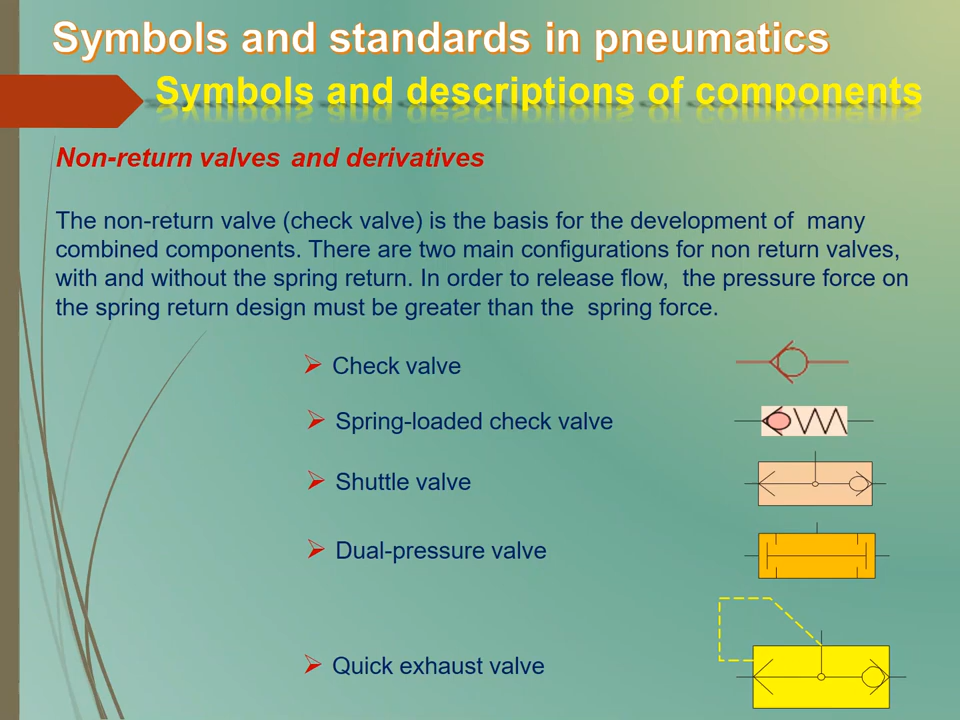 Symbols and standards in pneumatics
Symbols and descriptions of components
Non-return valves and derivatives
The non-return valve (check valve) is the basis for the development of many
combined components. There are two main configurations for non return valves,
with and without the spring return. In order to release flow, the pressure force on
the spring return design must be greater than the spring force.
Check valve
Spring-loaded check valve
Shuttle valve
Dual-pressure valve
Quick exhaust valve